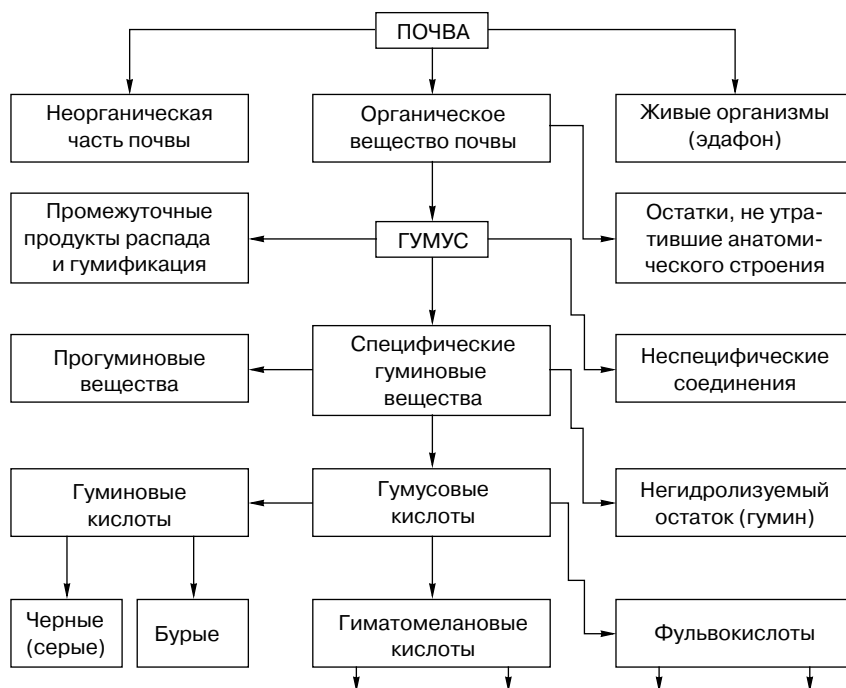 ПОЧВА
Неорганическая
часть почвы
Органическое
вещество почвы
Живые организмы
(эдафон)
Промежуточные
продукты распада
и гумификация
ГУМУС
Остатки, не утра-
тившие анатоми-
ческого строения
Прогуминовые
вещества
Специфические
гуминовые
вещества
Неспецифические
соединения
Гуминовые
кислоты
Гумусовые
кислоты
Негидролизуемый
остаток (гумин)
Черные
(серые)
Бурые
Гиматомелановые
кислоты
Фульвокислоты